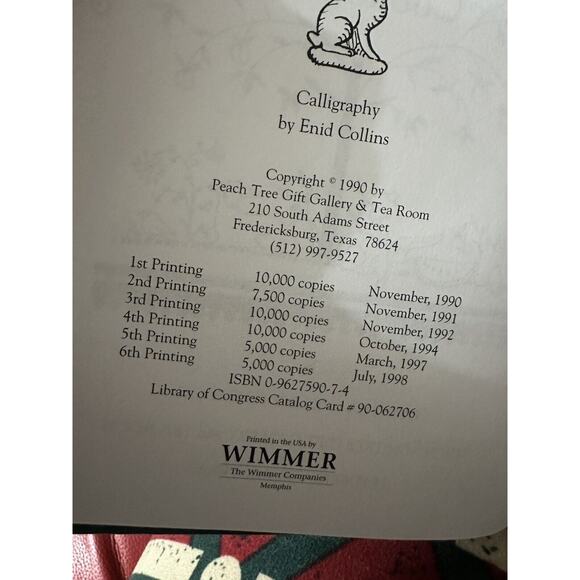 Calligraphy
by Enid Collins
Copyright © 1990 by
Peach Tree Gift Gallery & Tea Room
210 South Adams Street
Fredericksburg, Texas 78624
(512) 997-9527
1st Printing 10,000 copies November, 1990
2nd Printing 7,500 copies November, 1991
3rd Printing 10,000 copies November, 1992
4th Printing 10,000 copies October, 1994
5th Printing 5,000 copies March, 1997
6th Printing 5,000 copies July, 1998
ISBN 0-9627590-7-4
Library of Congress Catalog Card # 90-062706
Printed in the USA by
WIMMER
The Wimmer Companies
Memphis